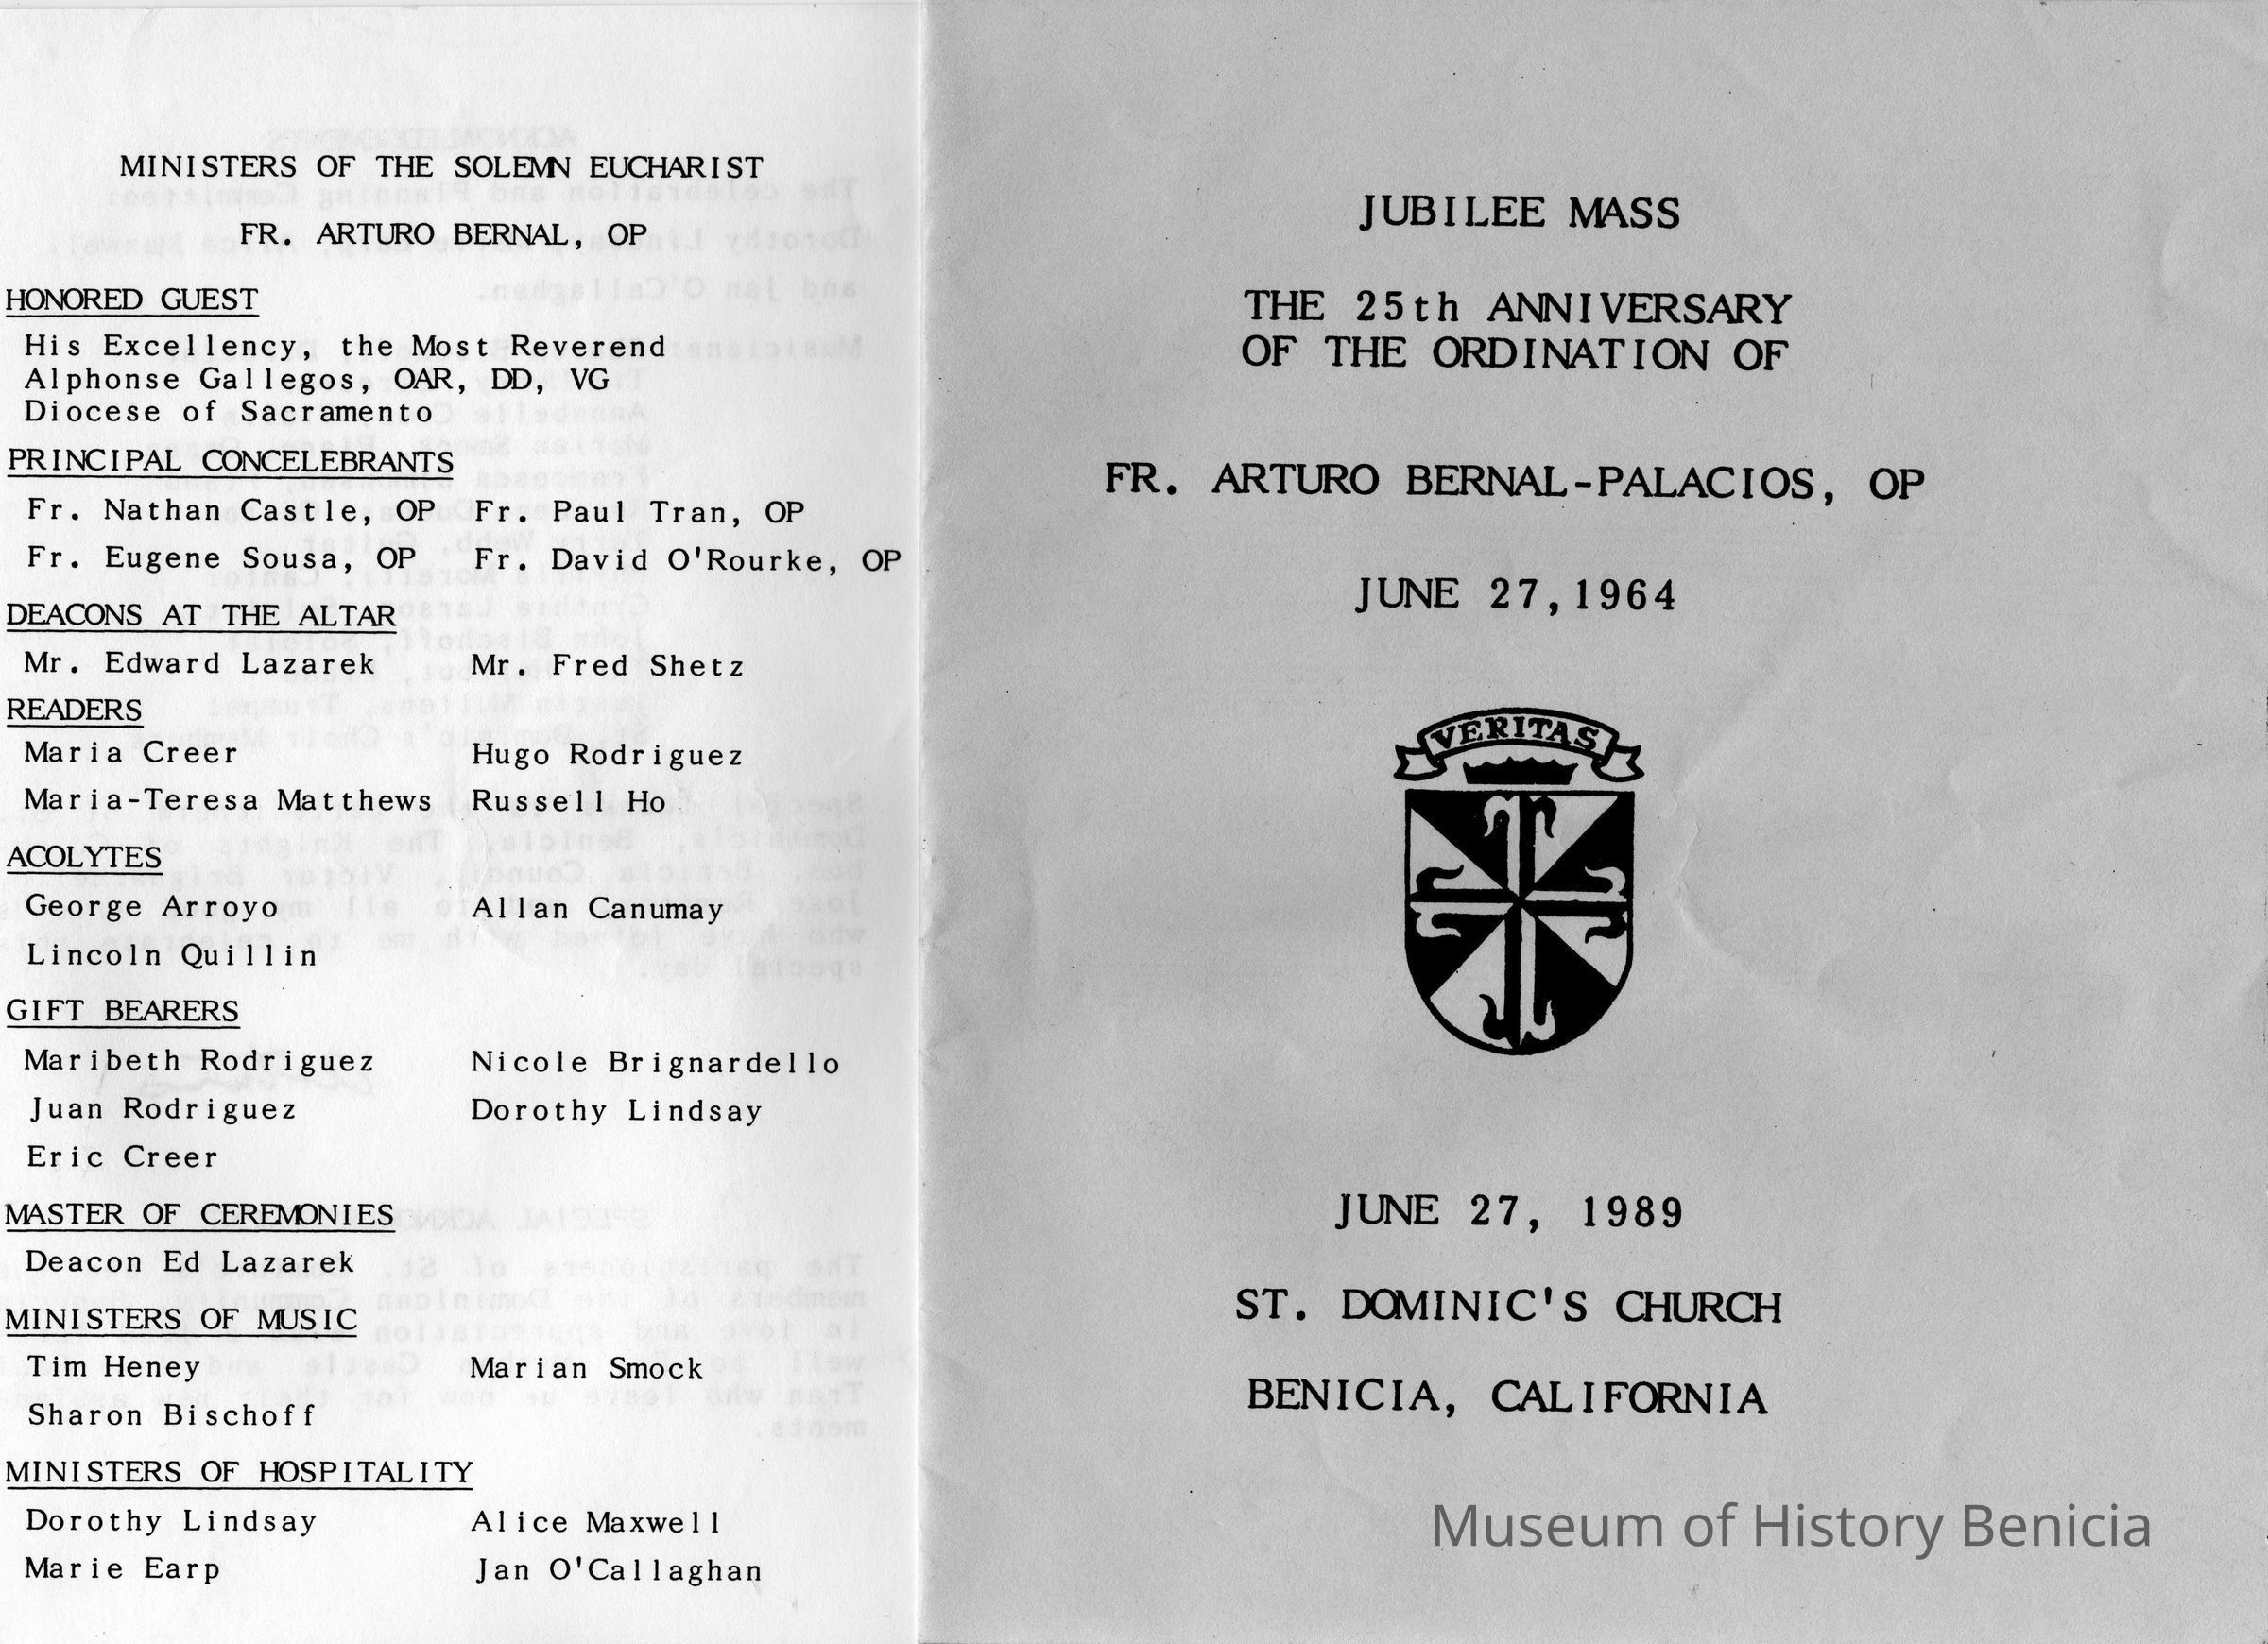 MINISTERS OF THE SOLEMN EUCHARIST
FR. ARTURO BERNAL, OP
HONORED GUEST
His Excellency, the Most Reverend
Alphonse Gallegos, OAR, DD, VG
Diocese of Sacramento
PRINCIPAL CONCELEBRANTS
Fr. Nathan Castle, OP Fr. Paul Tran, OP
Fr. Eugene Sousa, OP Fr. David O'Rourke, OP
DEACONS AT THE ALTAR
Mr. Edward Lazarek Mr. Fred Shetz
READERS
Maria Creer Hugo Rodriguez
Maria-Teresa Matthews Russell Ho
ACOLYTES
George Arroyo Allan Canumay
Lincoln Quillin
GIFT BEARERS
Maribeth Rodriguez Nicole Brignardello
Juan Rodriguez Dorothy Lindsay
Eric Creer
MASTER OF CEREMONIES
Deacon Ed Lazarek
MINISTERS OF MUSIC
Tim Heney Marian Smock
Sharon Bischoff
MINISTERS OF HOSPITALITY
Dorothy Lindsay Alice Maxwell
Marie Earp Jan O'Callaghan
JUBILEE MASS
THE 25th ANNIVERSARY
OF THE ORDINATION OF
FR. ARTURO BERNAL-PALACIOS, OP
JUNE 27,1964
VERITAS
JUNE 27, 1989
ST. DOMINIC'S CHURCH
BENICIA, CALIFORNIA
Museum of History Benicia